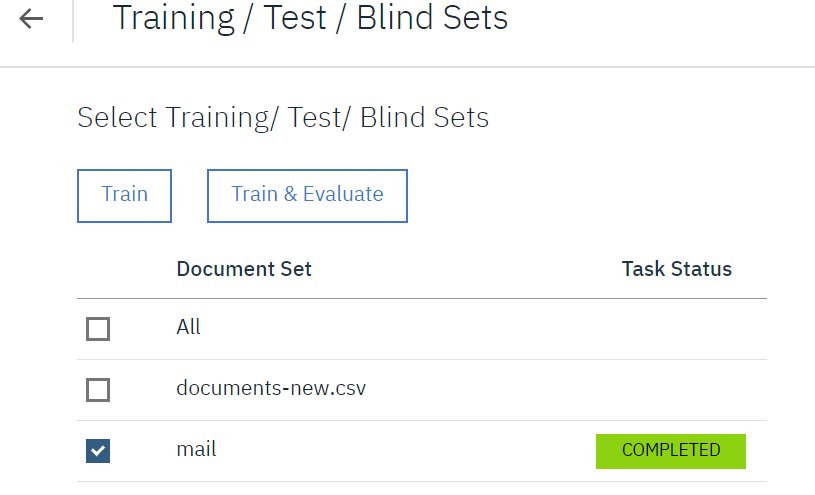 Training / Test / Blind Sets
Select Training/ Test/ Blind Sets
Train
Train & Evaluate
Document Set
Task Status
All
documents-new.csv
mail
COMPLETED